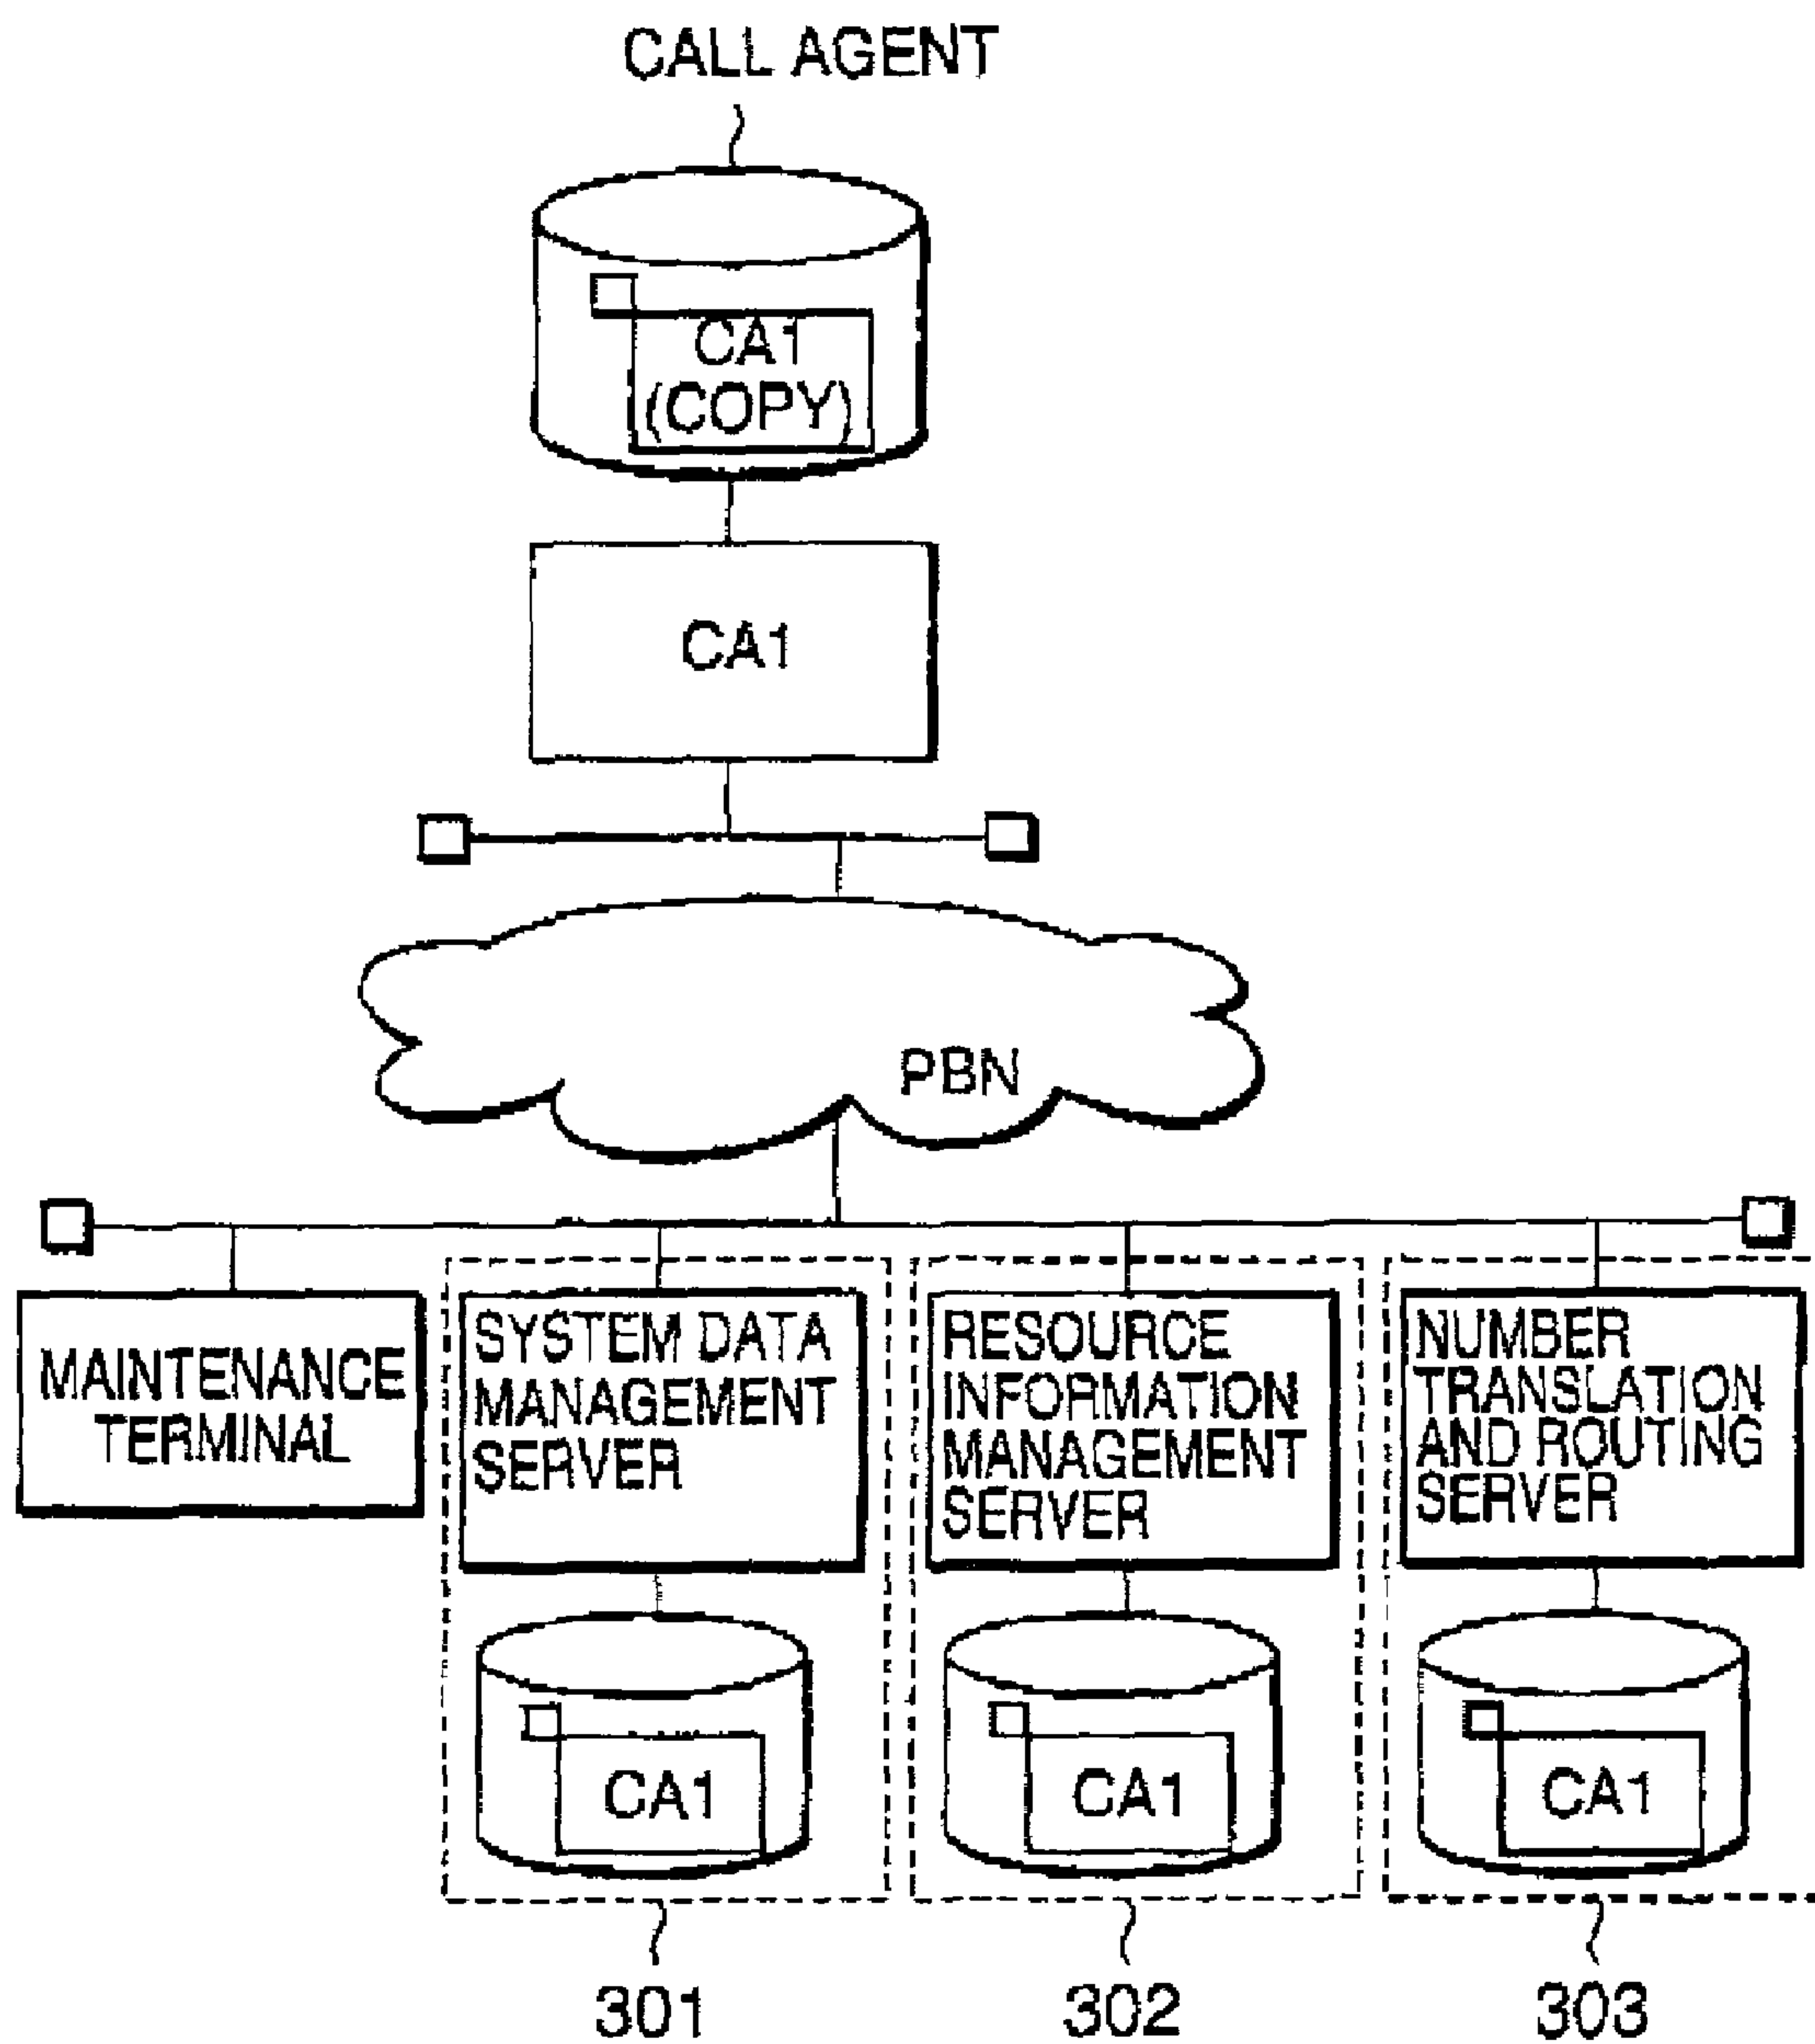 CALL AGENT
CA1
(COPY)
CA1
PBN
MAINTENANCE
TERMINAL
SYSTEM DATA
MANAGEMENT
SERVER
RESOURCE
INFORMATION
MANAGEMENT
SERVER
NUMBER
TRANSLATION
AND ROUTING
SERVER
CA1
CA1
CA1
301
302
303